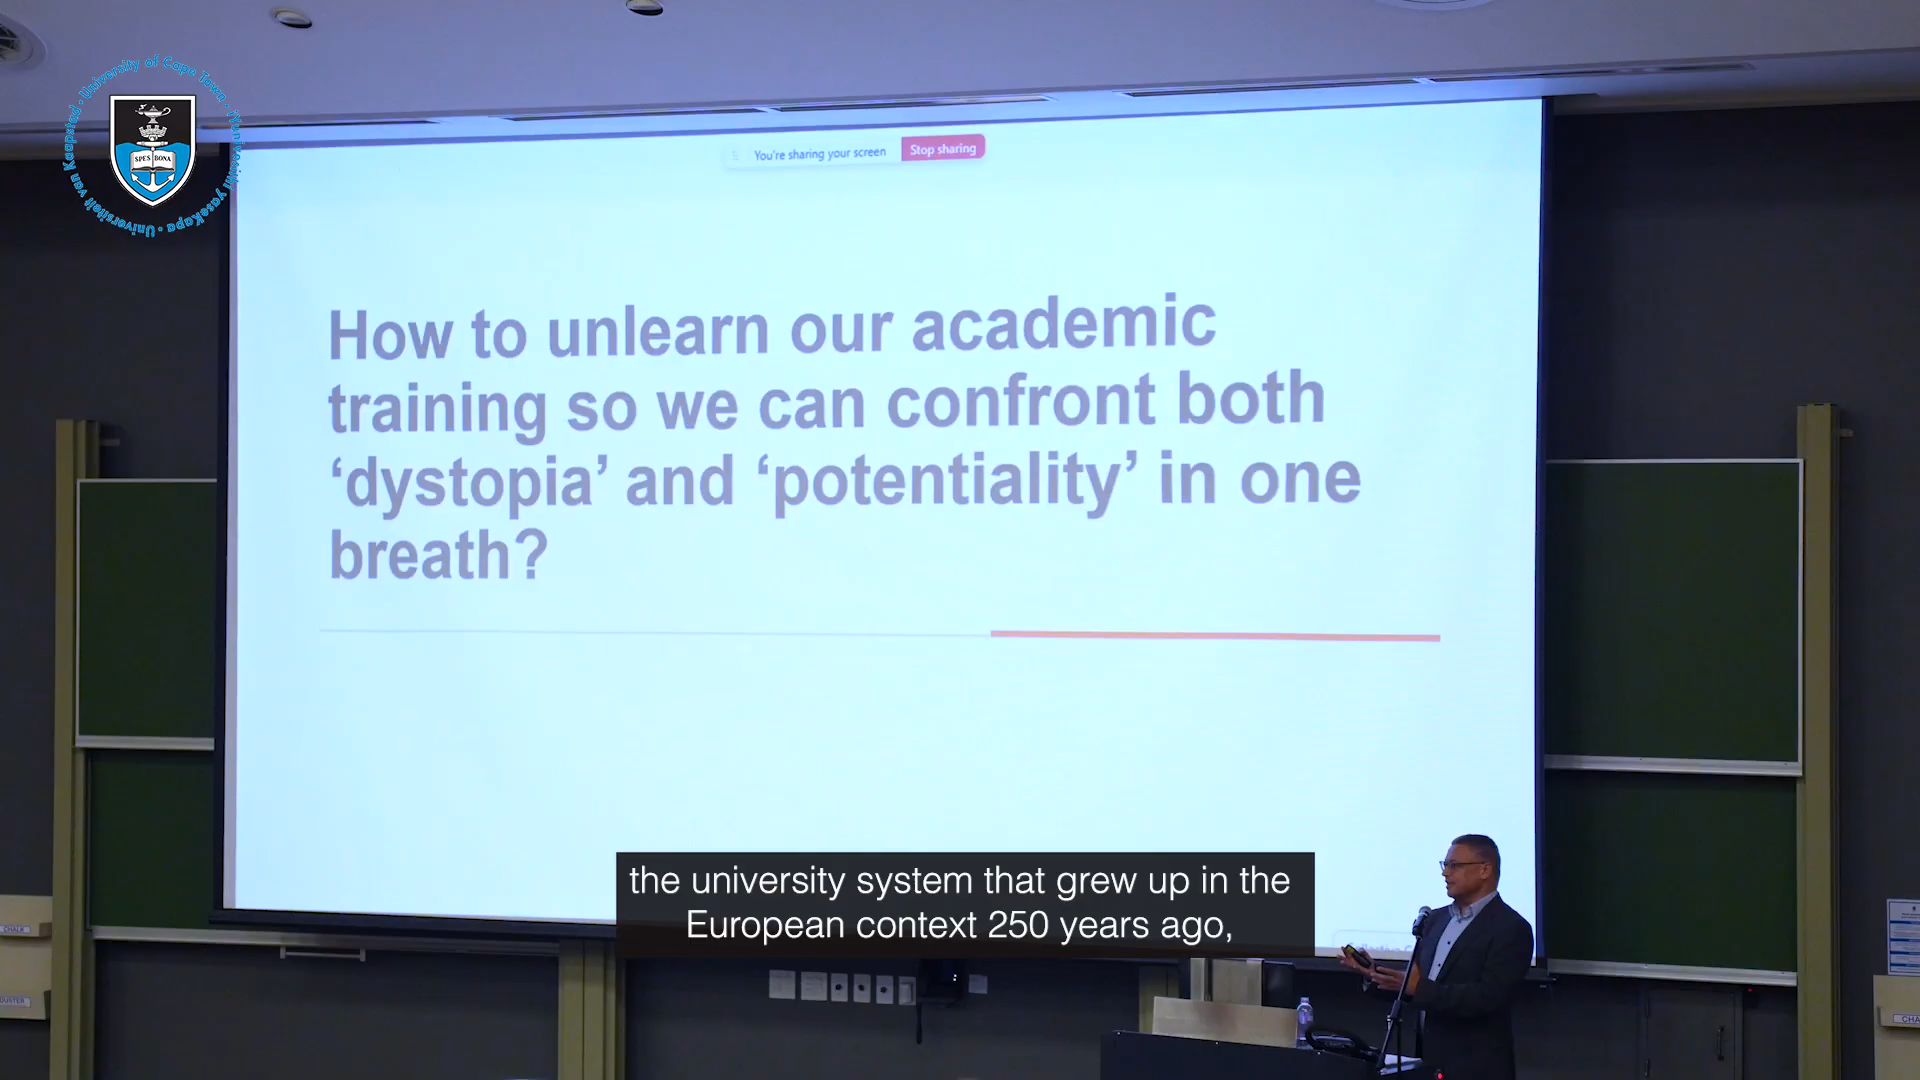 University of Cape Town · iYunivesithi yaseKapa · Universiteit van Kaapstad ·
SPES BONA
You're sharing your screen
Stop sharing
How to unlearn our academic
training so we can confront both
‘dystopia’ and ‘potentiality’ in one
breath?
the university system that grew up in the
European context 250 years ago,
CHALK
DUSTER